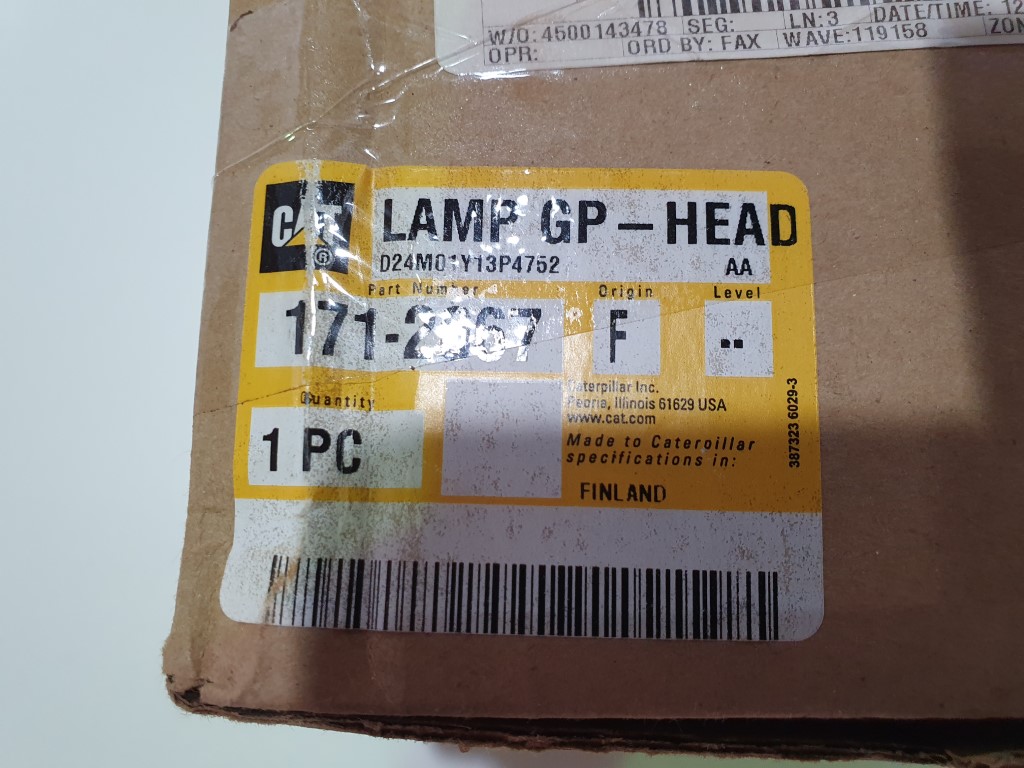 W/O:4500143478 SEG: LN:3 DATE/TIME: 12
OPR: ORD BY: FAX WAVE:119158 ZON
CAT ® LAMP GP-HEAD
D24M01Y13P4752 AA
Part Number Origin Level
F --
Caterpillar Inc.
Peoria, Illinois 61629 USA
www.cat.com
Quantity
1 PC
Made to Cateroillar
specifications in:
FINLAND
387323 6029-3